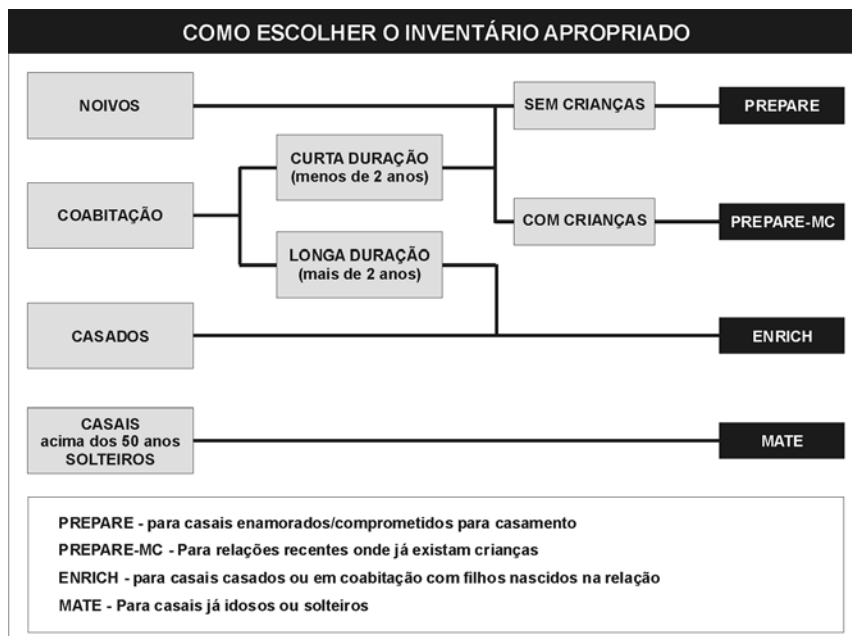 COMO ESCOLHER O INVENTÁRIO APROPRIADO
NOIVOS
SEM CRIANÇAS
PREPARE
CURTA DURAÇÃO
(menos de 2 anos)
COABITAÇÃO
COM CRIANÇAS
PREPARE-MC
LONGA DURAÇÃO
(mais de 2 anos)
CASADOS
ENRICH
CASAIS
acima dos 50 anos
SOLTEIROS
MATE
PREPARE - para casais enamorados/comprometidos para casamento
PREPARE-MC - Para relações recentes onde já existam crianças
ENRICH - para casais casados ou em coabitação com filhos nascidos na relação
MATE - Para casais já idosos ou solteiros